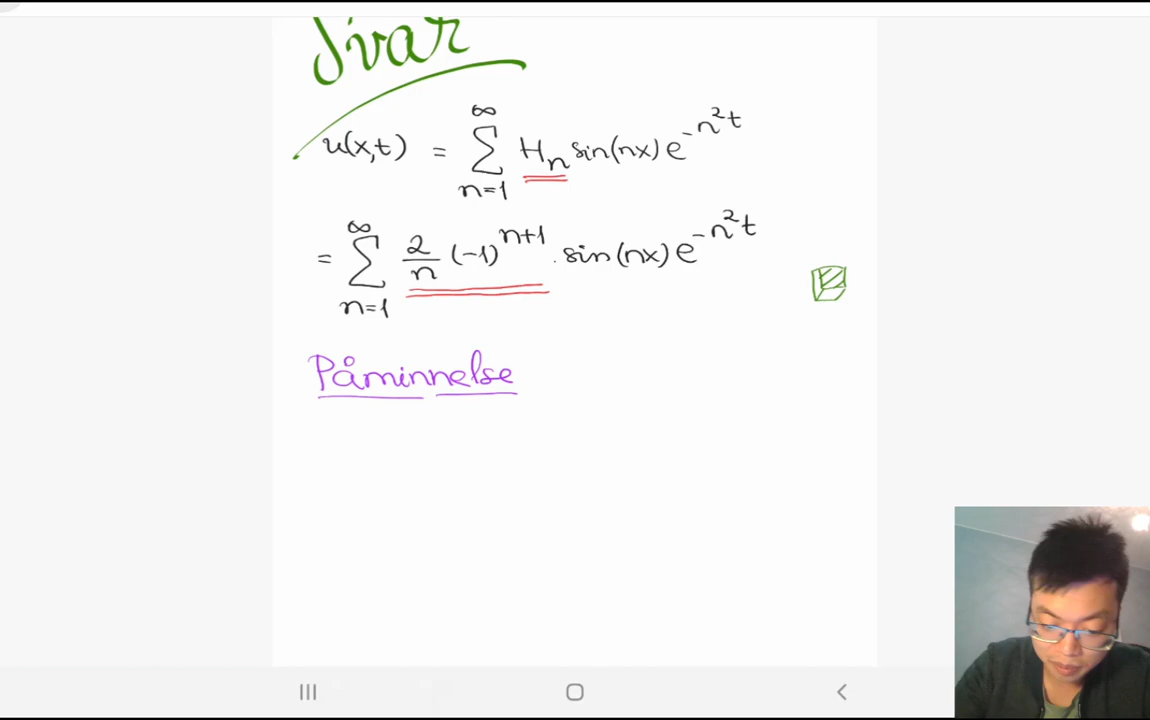 Svar
u(x,t) = ∑_{n=1}^{∞} H_n sin(nx) e^{-n²t}
= ∑_{n=1}^{∞} 2/n (-1)^{n+1} · sin(nx) e^{-n²t}
Påminnelse